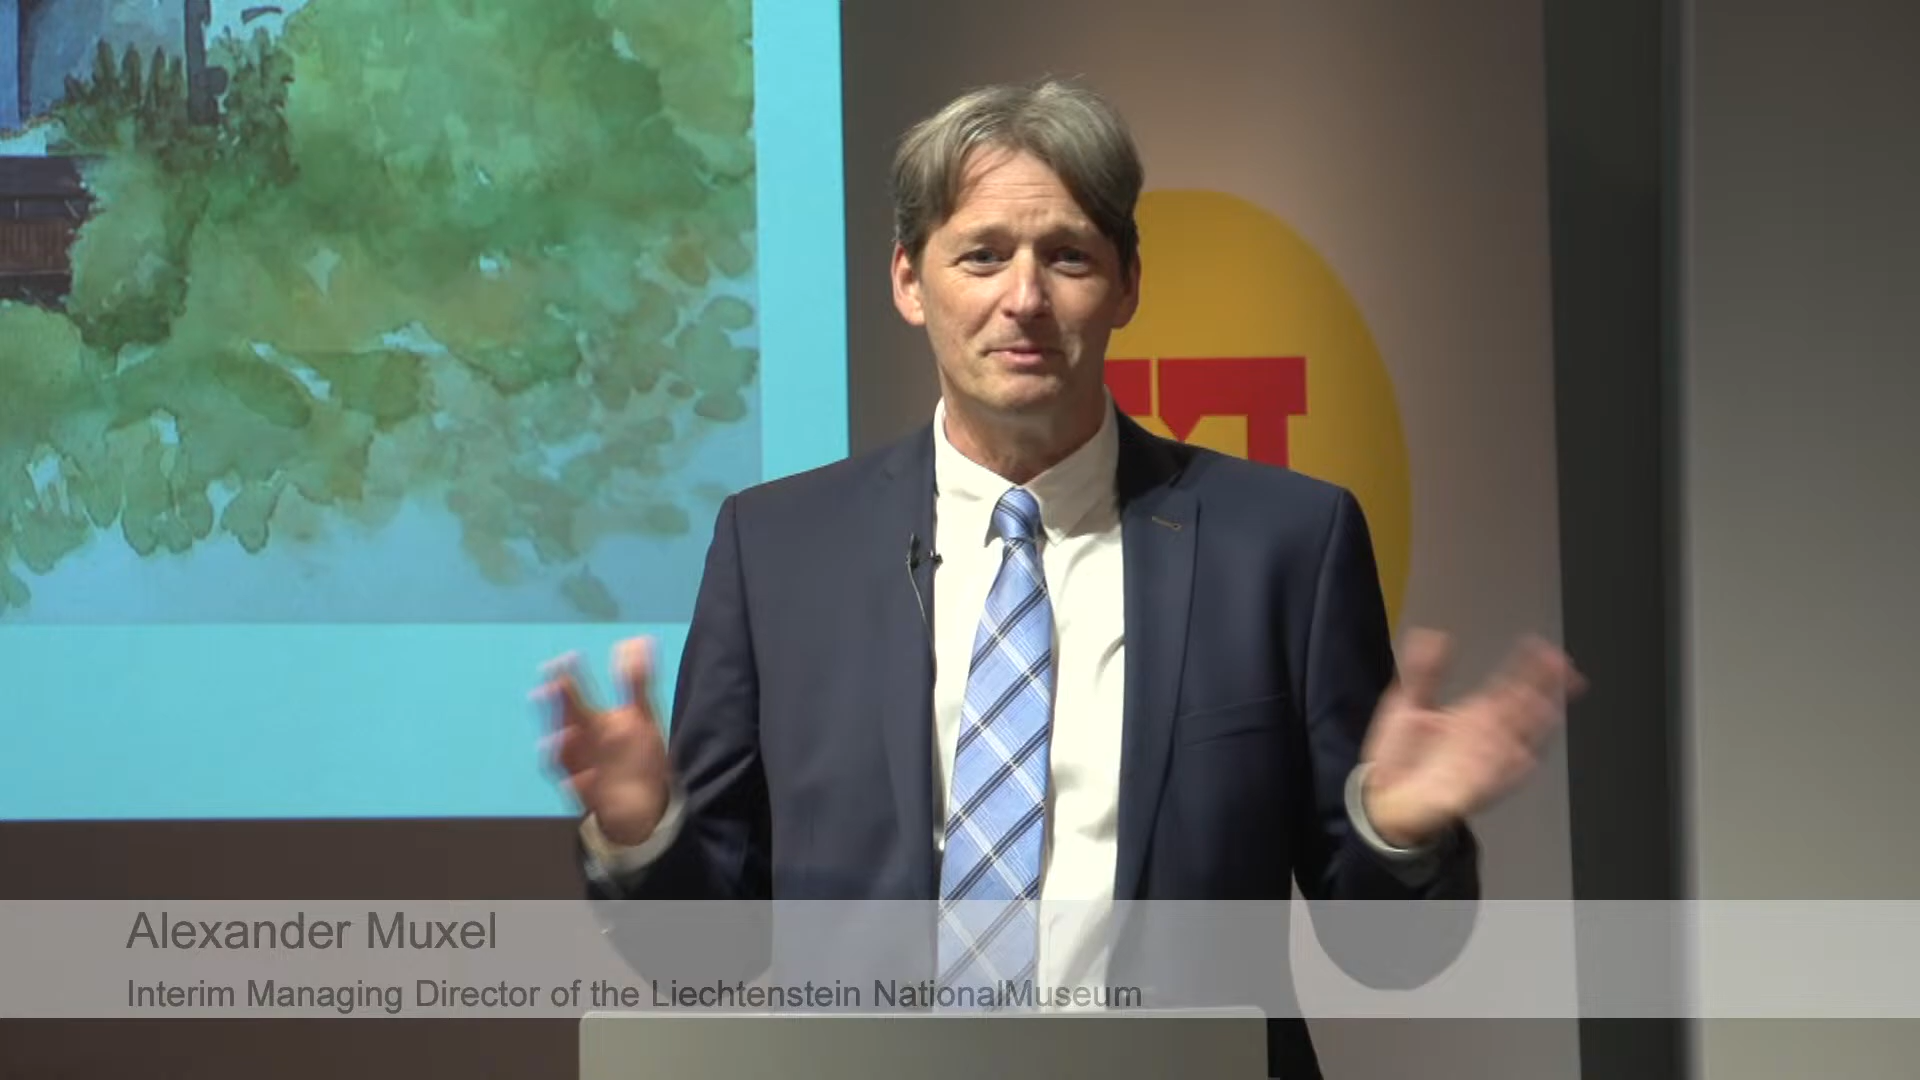 Alexander Muxel
Interim Managing Director of the Liechtenstein NationalMuseum